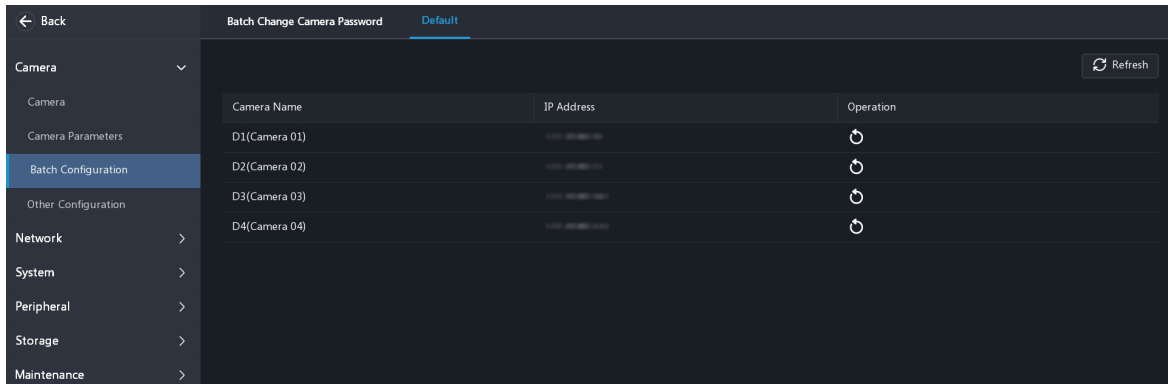 Back
Batch Change Camera Password
Default
Camera
Refresh
Camera
Camera Name
IP Address
Operation
Camera Parameters
D1(Camera 01)
Batch Configuration
D2(Camera 02)
Other Configuration
D3(Camera 03)
D4(Camera 04)
Network
System
Peripheral
Storage
Maintenance